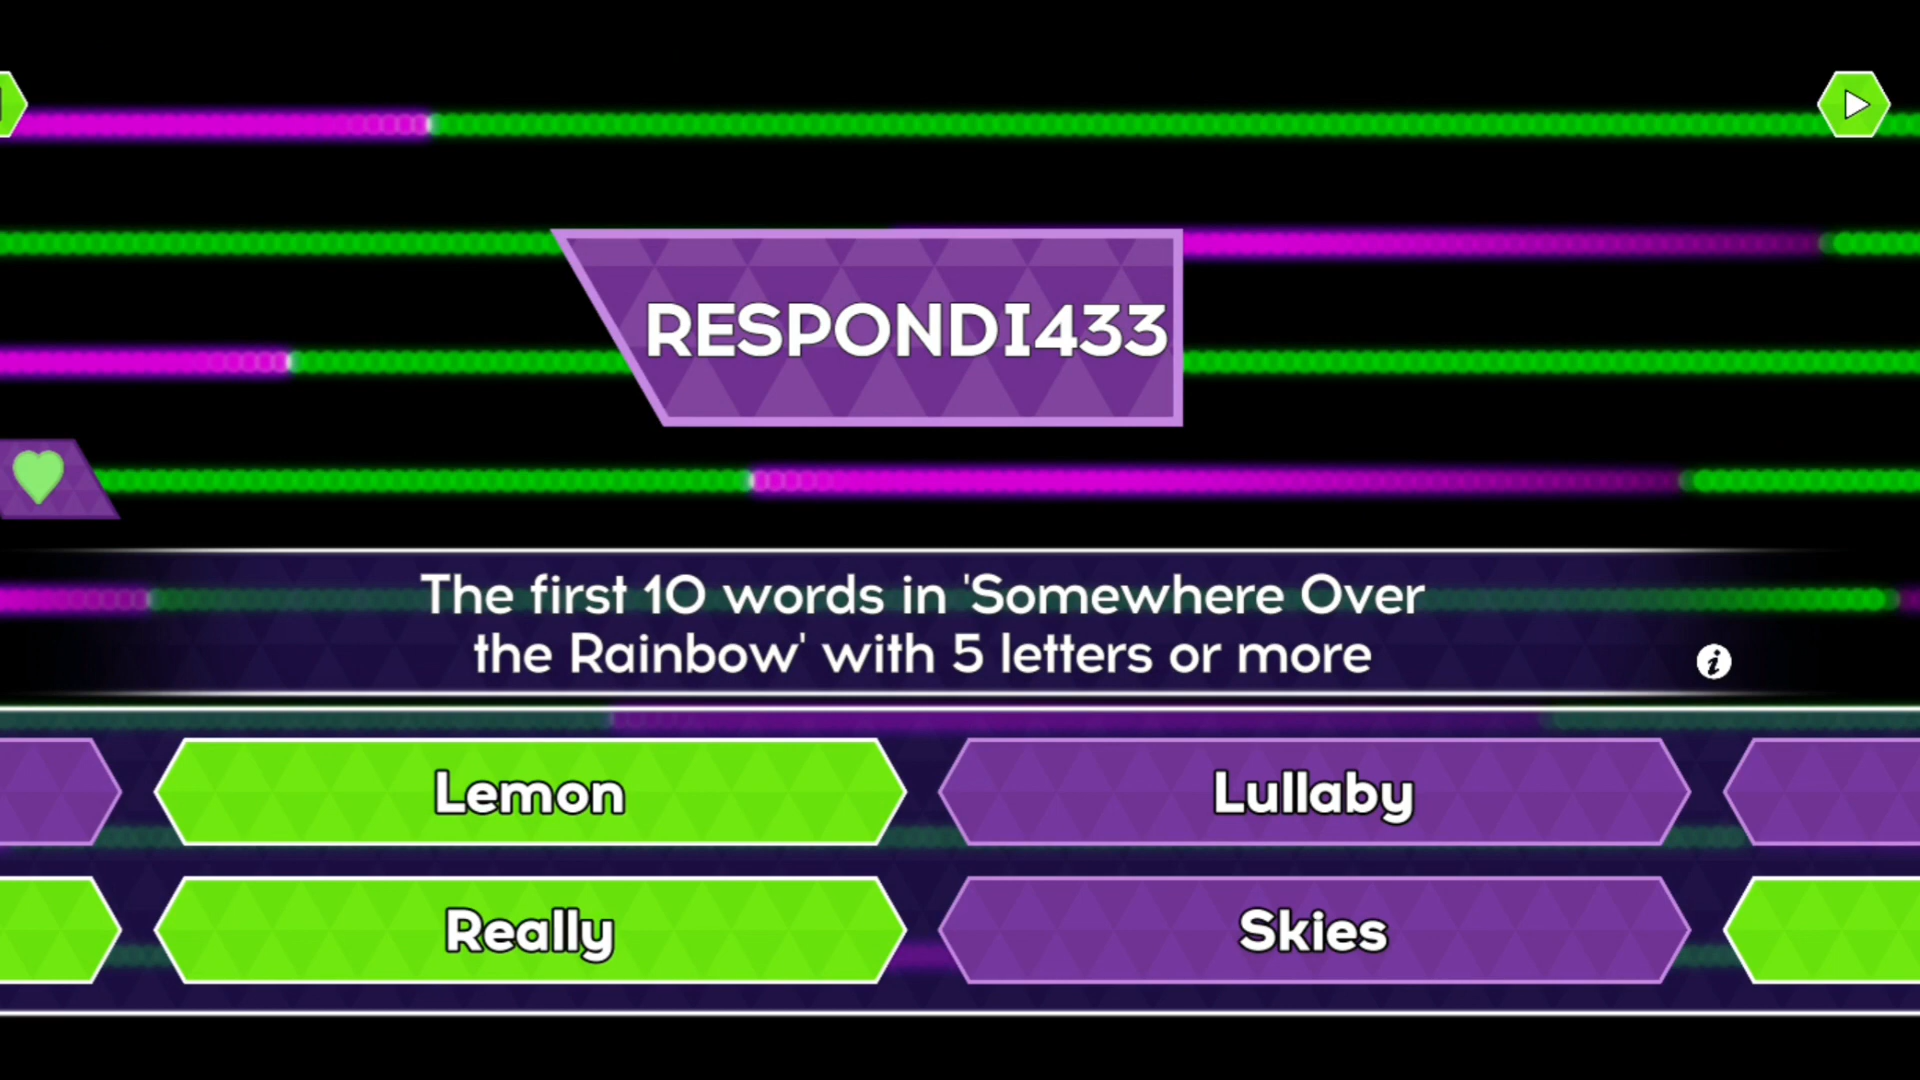 RESPONDI433
The first 10 words in 'Somewhere Over
the Rainbow' with 5 letters or more
i
Lemon
Lullaby
Really
Skies